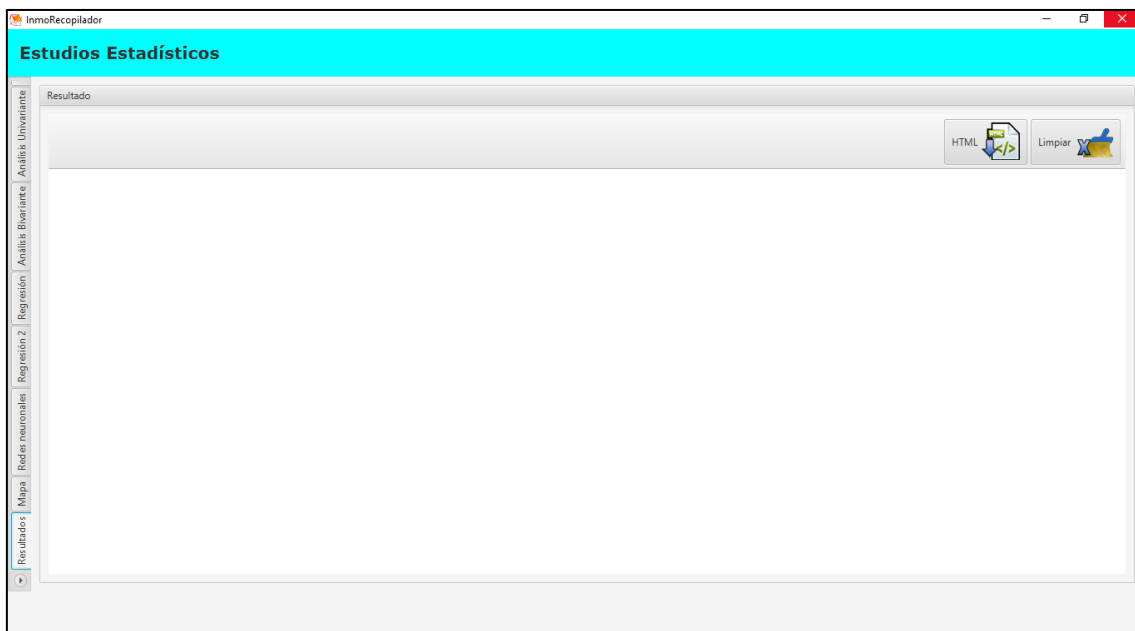 InmoRecopilador
Estudios Estadísticos
Análisis Univariante
Análisis Bivariante
Regresión
Regresión 2
Redes neuronales
Mapa
Resultados
Resultado
HTML
Limpiar